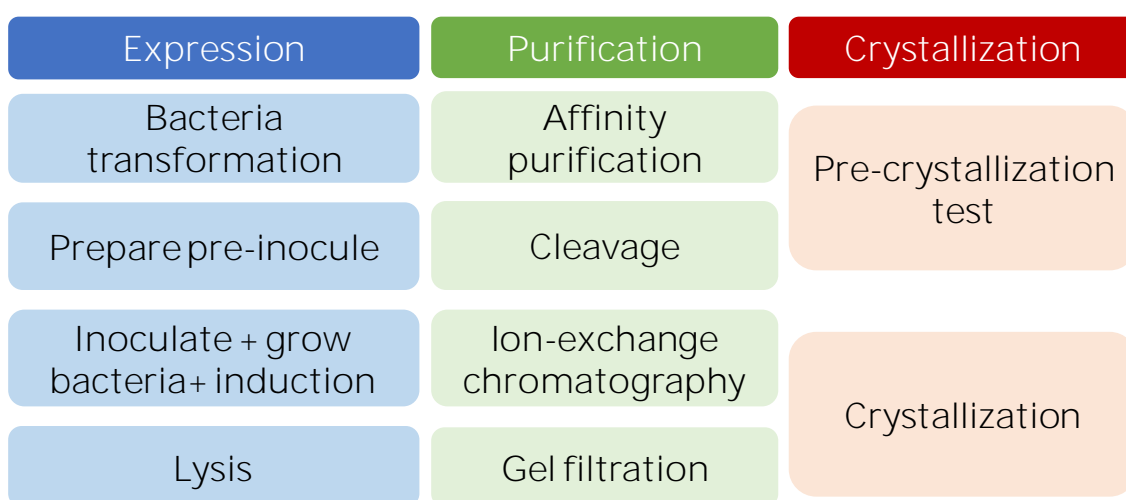 Expression
Bacteria
transformation
Prepare pre-inocule
Inoculate + grow
bacteria+ induction
Lysis
Purification
Affinity
purification
Cleavage
Ion-exchange
chromatography
Gel filtration
Crystallization
Pre-crystallization
test
Crystallization